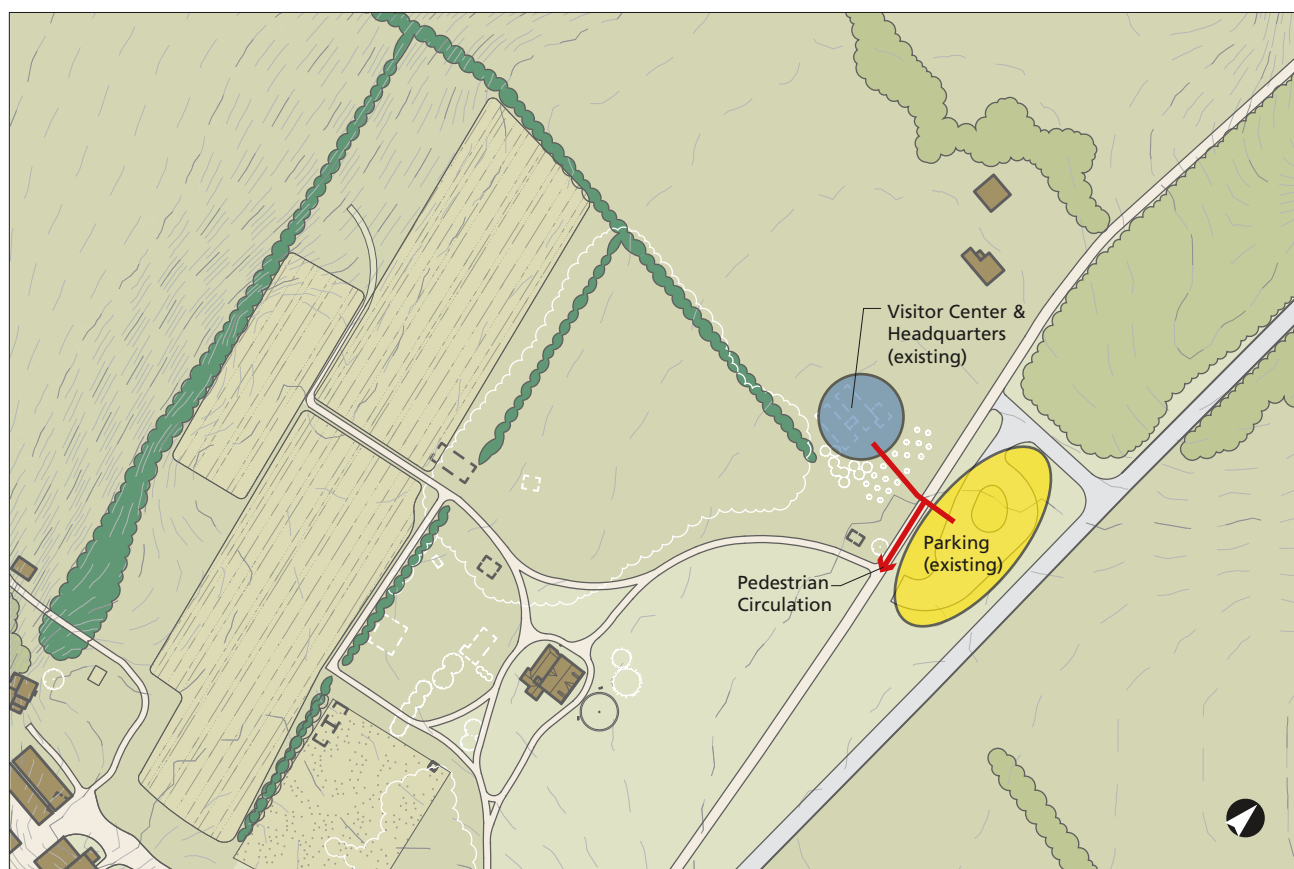 Visitor Center &
Headquarters
(existing)
Parking
(existing)
Pedestrian
Circulation